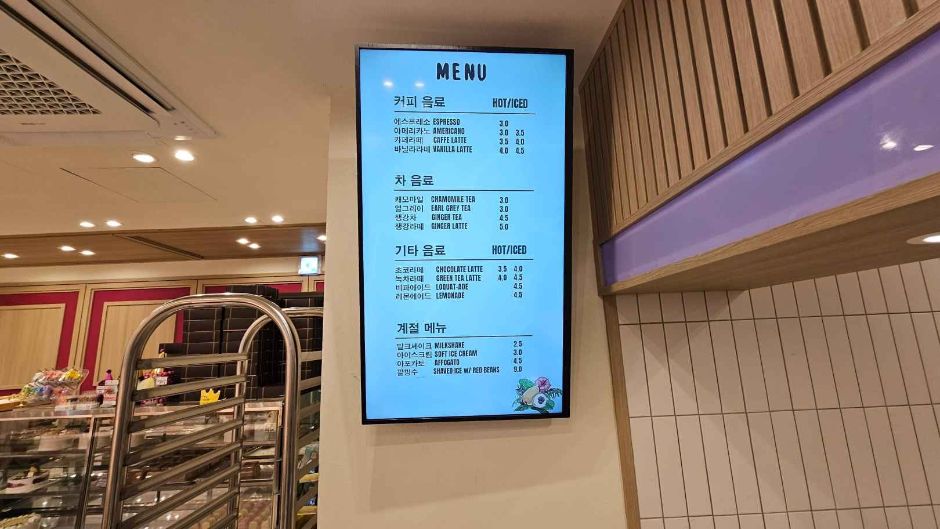 MENU
커피 음료 HOT/ICED
에스프레소 ESPRESSO 3.0
아메리카노 AMERICANO 3.0 3.5
카페라떼 CAFFE LATTE 3.5 4.0
바닐라라떼 VANILLA LATTE 4.0 4.5
차 음료
캐모마일 CHAMOMILE TEA 3.0
얼그레이 EARL GREY TEA 3.0
생강차 GINGER TEA 4.5
생강라떼 GINGER LATTE 5.0
기타 음료 HOT/ICED
초코라떼 CHOCOLATE LATTE 3.5 4.0
녹차라떼 GREEN TEA LATTE 4.0 4.5
비파에이드 LOQUAT-ADE 4.5
레몬에이드 LEMONADE 4.5
계절 메뉴
밀크셰이크 MILKSHAKE 2.5
아이스크림 SOFT ICE CREAM 3.0
아포카토 AFFOGATO 4.5
팥빙수 SHAVED ICE W/ RED BEANS 9.0